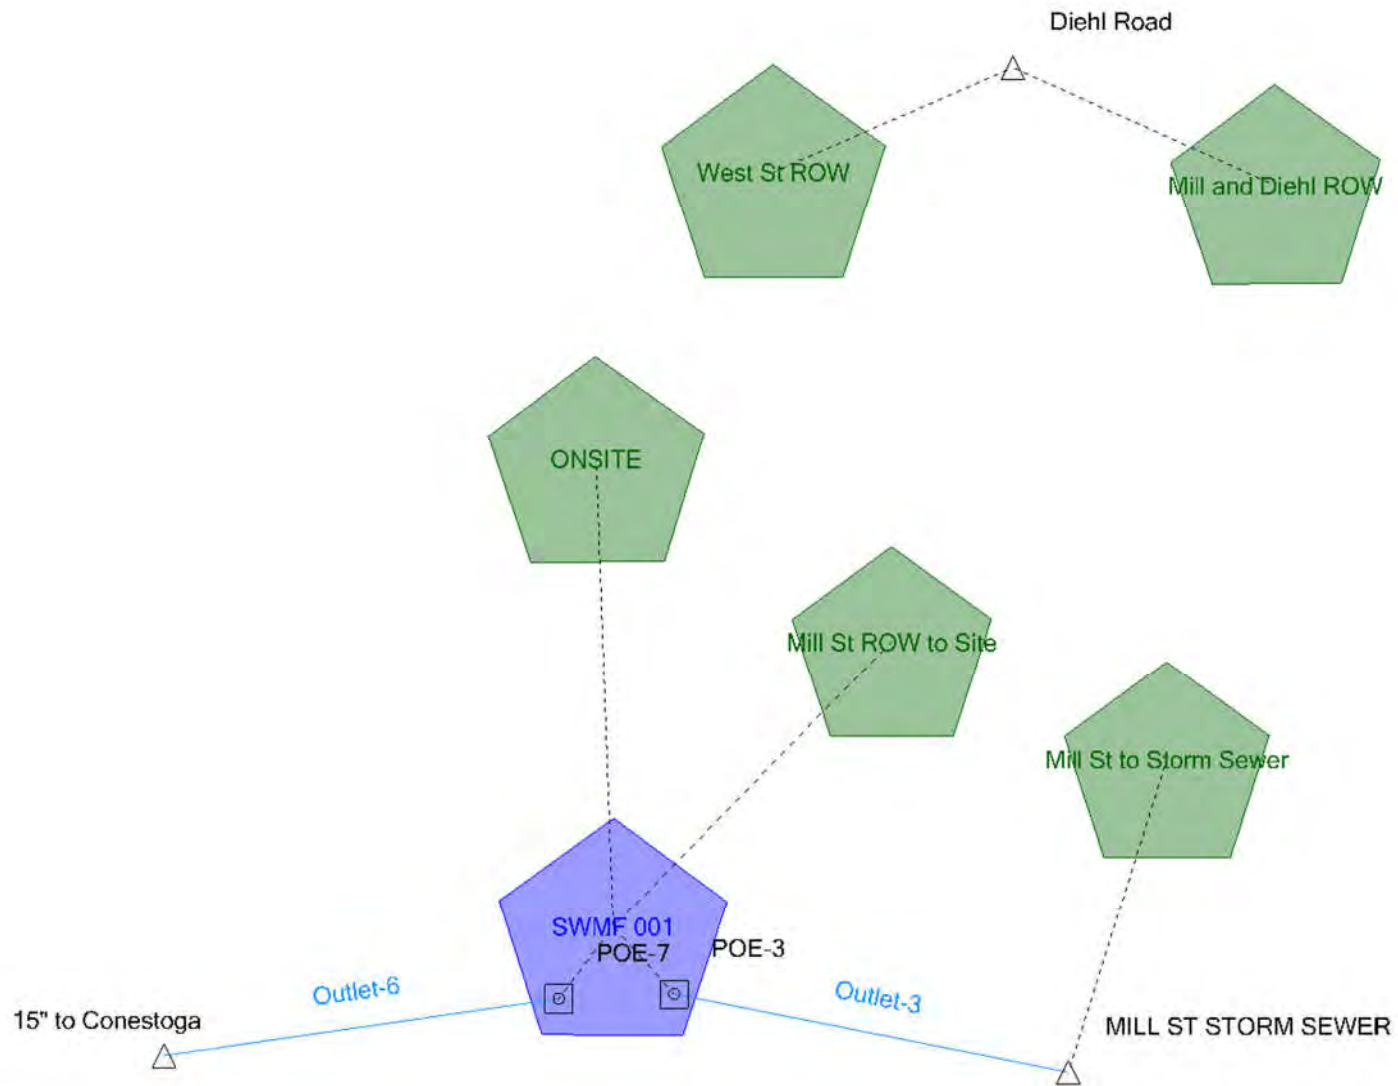 Diehl Road
West St ROW
Mill and Diehl ROW
ONSITE
Mill St ROW to Site
Mill St to Storm Sewer
SWMF 001
POE-7
POE-3
Outlet-6
Outlet-3
15" to Conestoga
MILL ST STORM SEWER